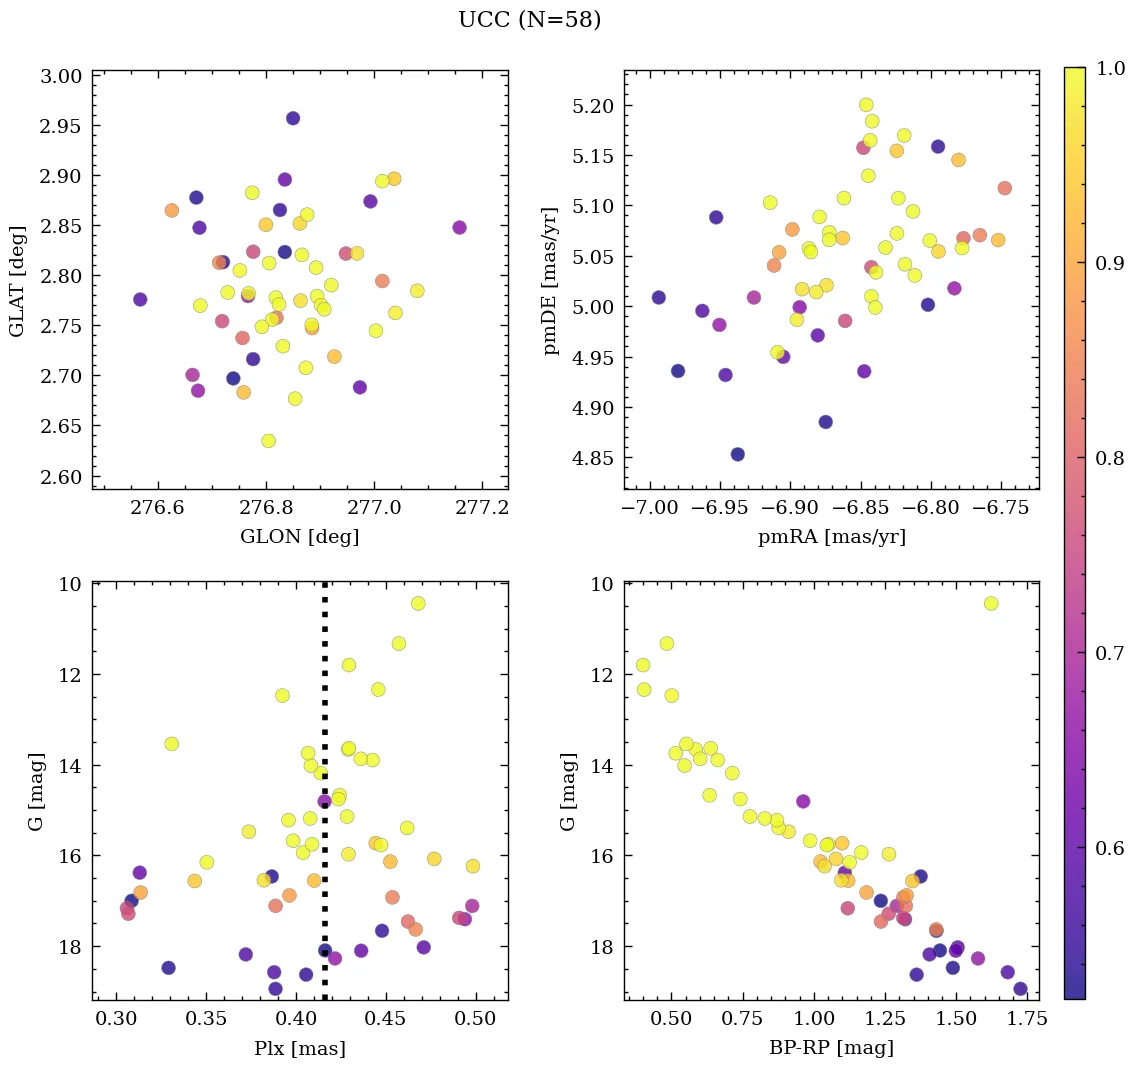 UCC (N=58)
3.00
2.95
2.90
2.85
2.80
2.75
2.70
2.65
2.60
GLAT [deg]
276.6 276.8 277.0 277.2
GLON [deg]
5.20
5.15
5.10
5.05
5.00
4.95
4.90
4.85
pmDE [mas/yr]
−7.00 −6.95 −6.90 −6.85 −6.80 −6.75
pmRA [mas/yr]
10
12
14
16
18
G [mag]
0.30 0.35 0.40 0.45 0.50
Plx [mas]
10
12
14
16
18
G [mag]
0.50 0.75 1.00 1.25 1.50 1.75
BP-RP [mag]
1.0
0.9
0.8
0.7
0.6